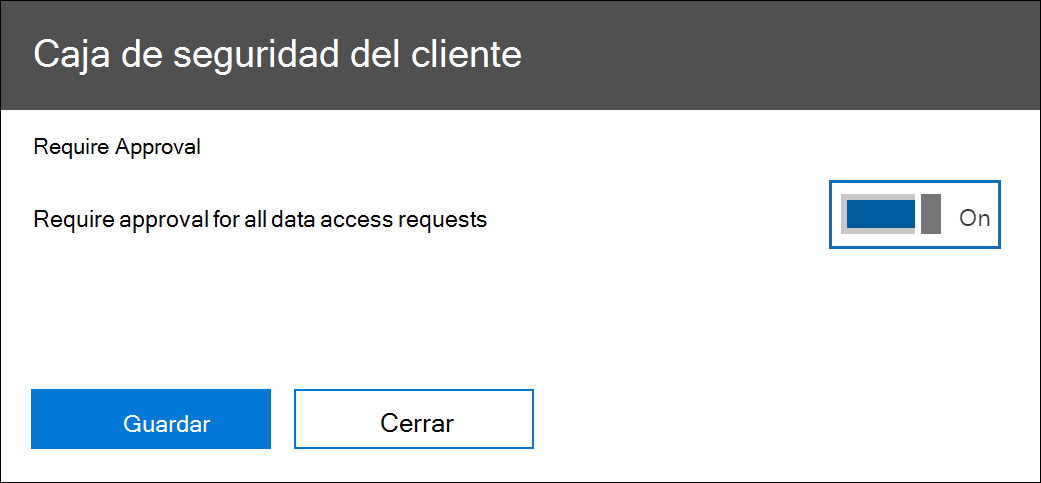 Caja de seguridad del cliente
Require Approval
Require approval for all data access requests
On
Guardar
Cerrar